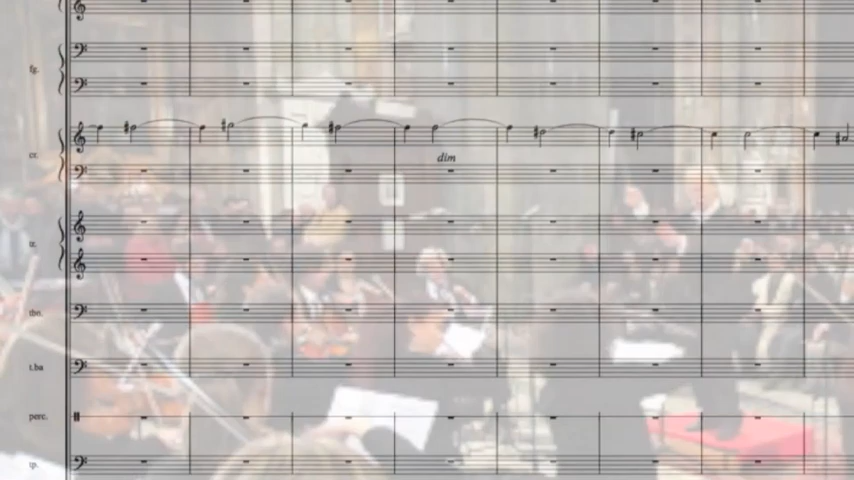 fg.
cr.
dim
tr.
tbo.
t.ba
perc.
tp.